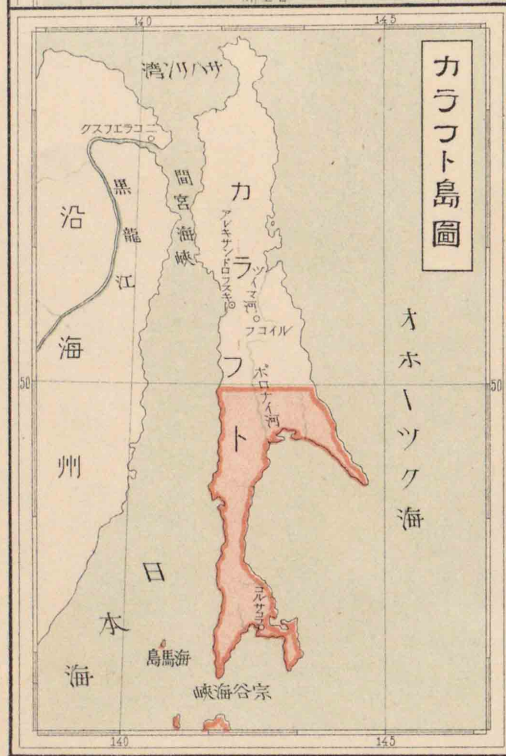 カラフト島圖
140
145
サハリン湾
ニコラエフスク
黒龍江
間宮海峡
沿海州
カラフト
アレキサンドロフスキー
ツイマ河
フコイル
ポロナイ河
50
50
オホーツク海
コルサコフ
日本海
海馬島
宗谷海峡
140
145